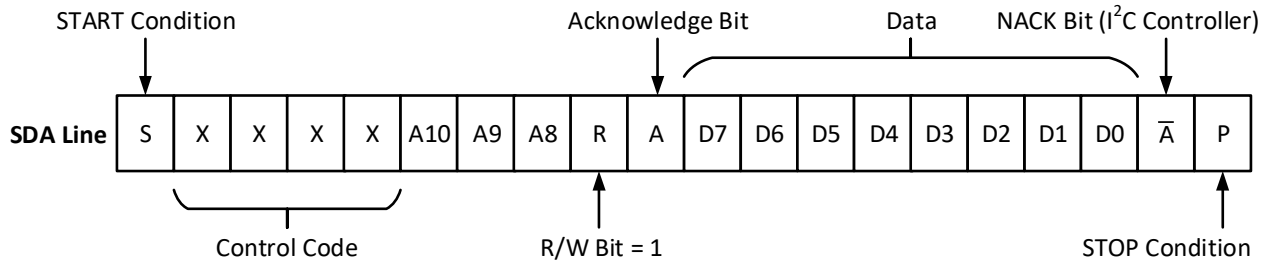 START Condition Acknowledge Bit Data NACK Bit (I²C Controller)
SDA Line S X X X X A10 A9 A8 R A D7 D6 D5 D4 D3 D2 D1 D0 A̅ P
Control Code R/W Bit = 1 STOP Condition